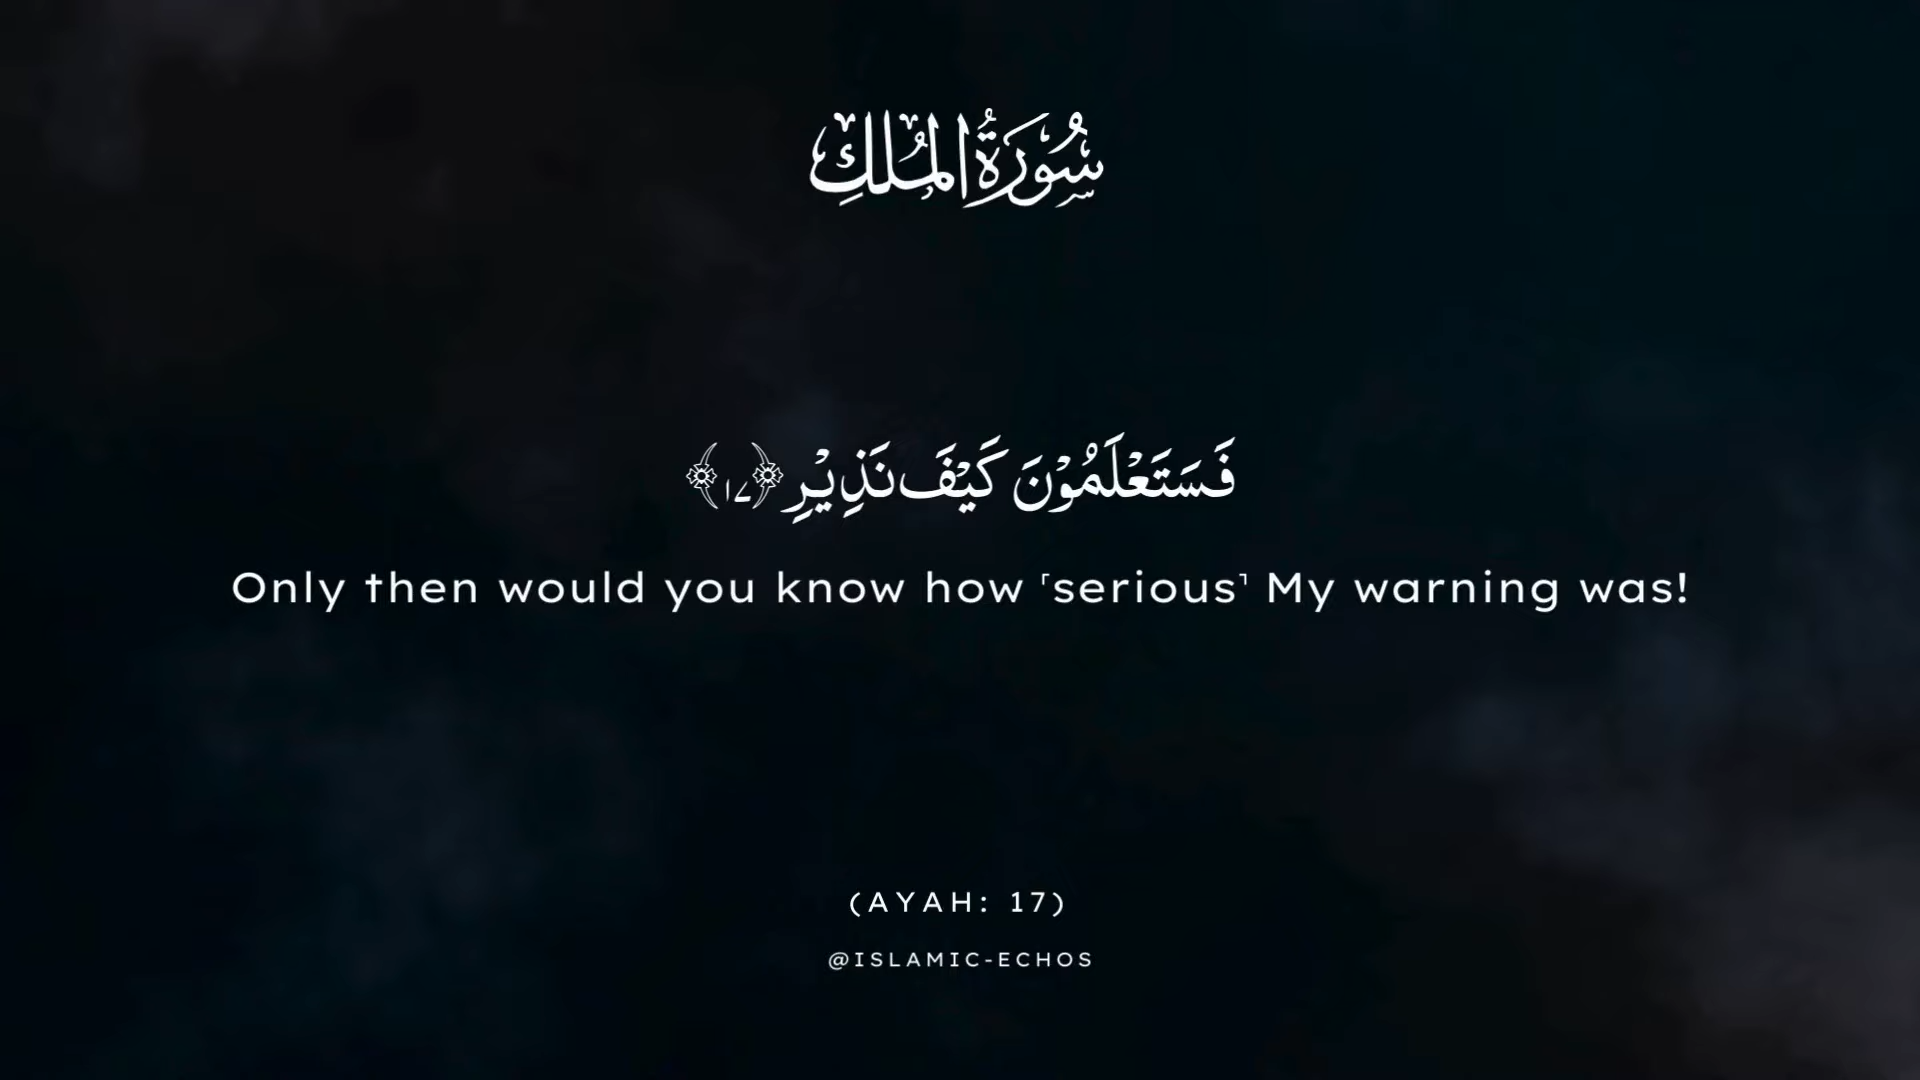 سُورَةُ المُلكِ
فَسَتَعْلَمُوْنَ كَيْفَ نَذِيْرِ ﴿١٧﴾
Only then would you know how ˹serious˺ My warning was!
(AYAH: 17)
@ISLAMIC-ECHOS